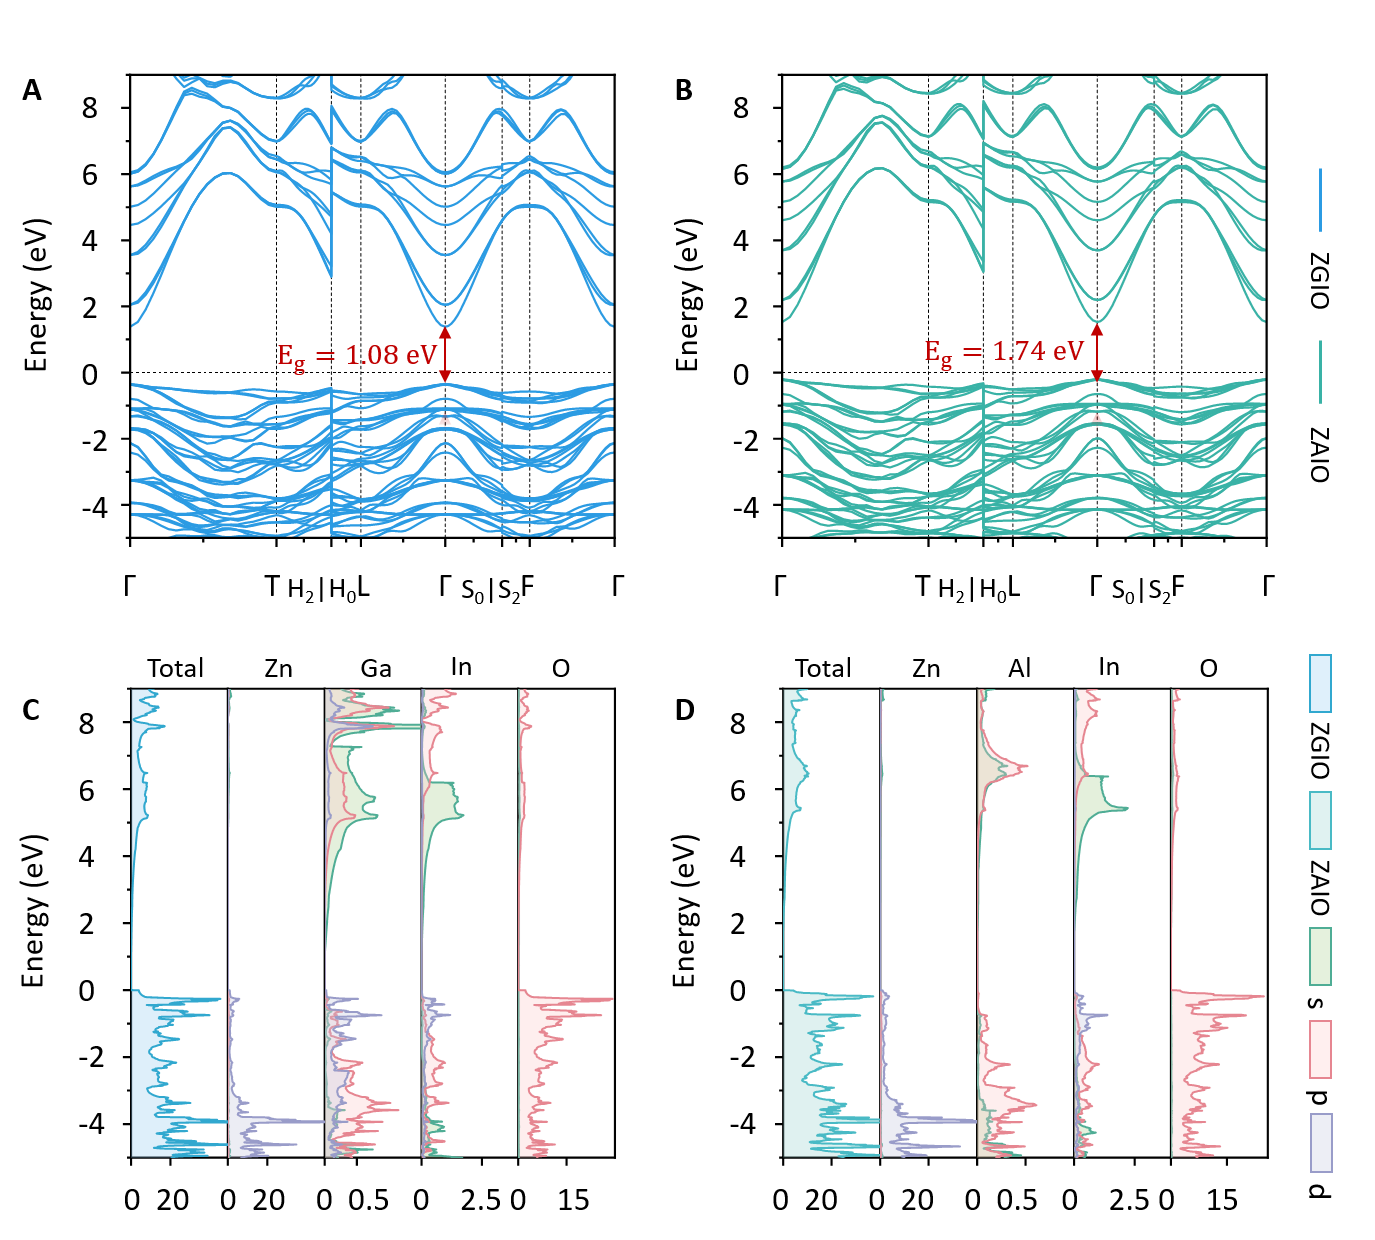 A
8
6
4
2
0
-2
-4
Energy (eV)
E_g = 1.08 eV
Γ T H₂|H₀L Γ S₀|S₂F Γ
B
8
6
4
2
0
-2
-4
Energy (eV)
E_g = 1.74 eV
Γ T H₂|H₀L Γ S₀|S₂F Γ
ZGIO
ZAIO
C
Total Zn Ga In O
8
6
4
2
0
-2
-4
Energy (eV)
0 20 0 20 0 0.5 0 2.5 0 15
D
Total Zn Al In O
8
6
4
2
0
-2
-4
Energy (eV)
0 20 0 20 0 0.5 0 2.5 0 15
ZGIO
ZAIO
s
p
d